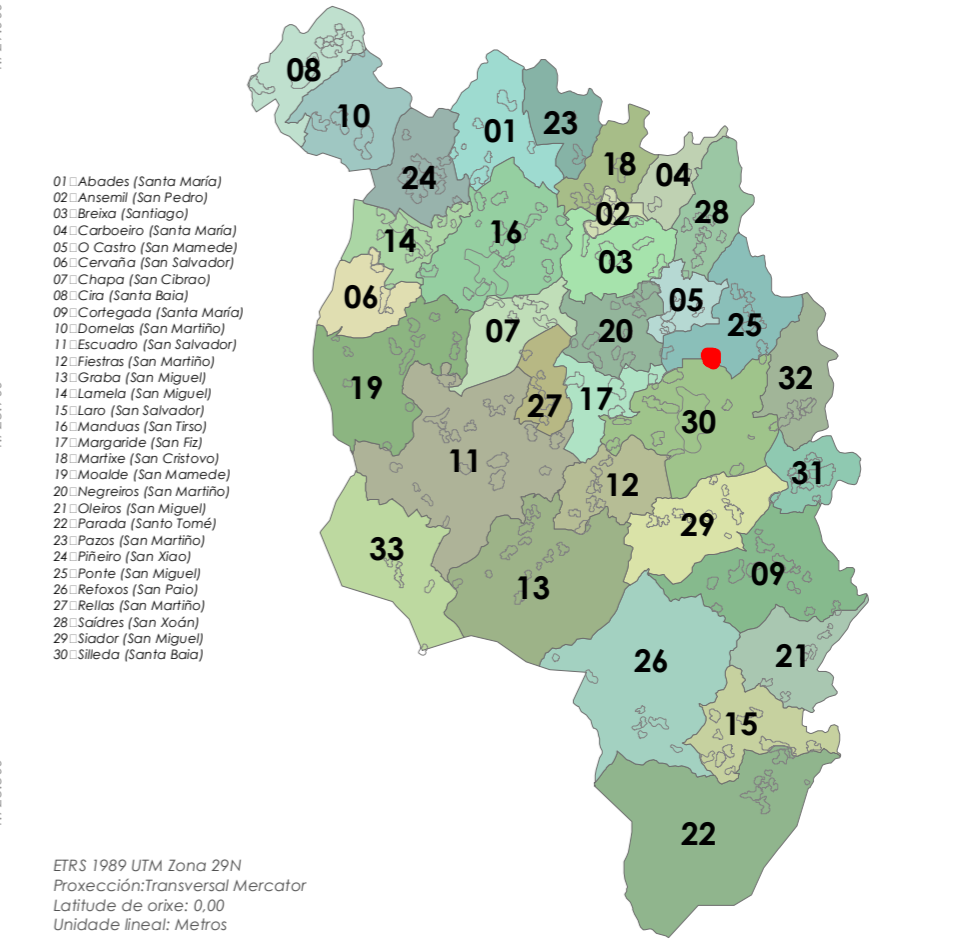 08
10
01
23
24
18
04
02
28
16
14
03
05
06
25
07
20
19
32
17
27
30
11
31
12
29
33
13
09
26
21
15
22
01 Abades (Santa María)
02 Ansemil (San Pedro)
03 Breixa (Santiago)
04 Carboeiro (Santa María)
05 O Castro (San Mamede)
06 Cervaña (San Salvador)
07 Chapa (San Cibrao)
08 Cira (Santa Baia)
09 Cortegada (Santa María)
10 Dornelas (San Martiño)
11 Escuadro (San Salvador)
12 Fiestras (San Martiño)
13 Graba (San Miguel)
14 Lamela (San Miguel)
15 Laro (San Salvador)
16 Manduas (San Tirso)
17 Margaride (San Fiz)
18 Martixe (San Cristovo)
19 Moalde (San Mamede)
20 Negreiros (San Martiño)
21 Oleiros (San Miguel)
22 Parada (Santo Tomé)
23 Pazos (San Martiño)
24 Piñeiro (San Xiao)
25 Ponte (San Miguel)
26 Refoxos (San Paio)
27 Rellas (San Martiño)
28 Saídres (San Xoán)
29 Siador (San Miguel)
30 Silleda (Santa Baia)
ETRS 1989 UTM Zona 29N
Proxección:Transversal Mercator
Latitude de orixe: 0,00
Unidade lineal: Metros